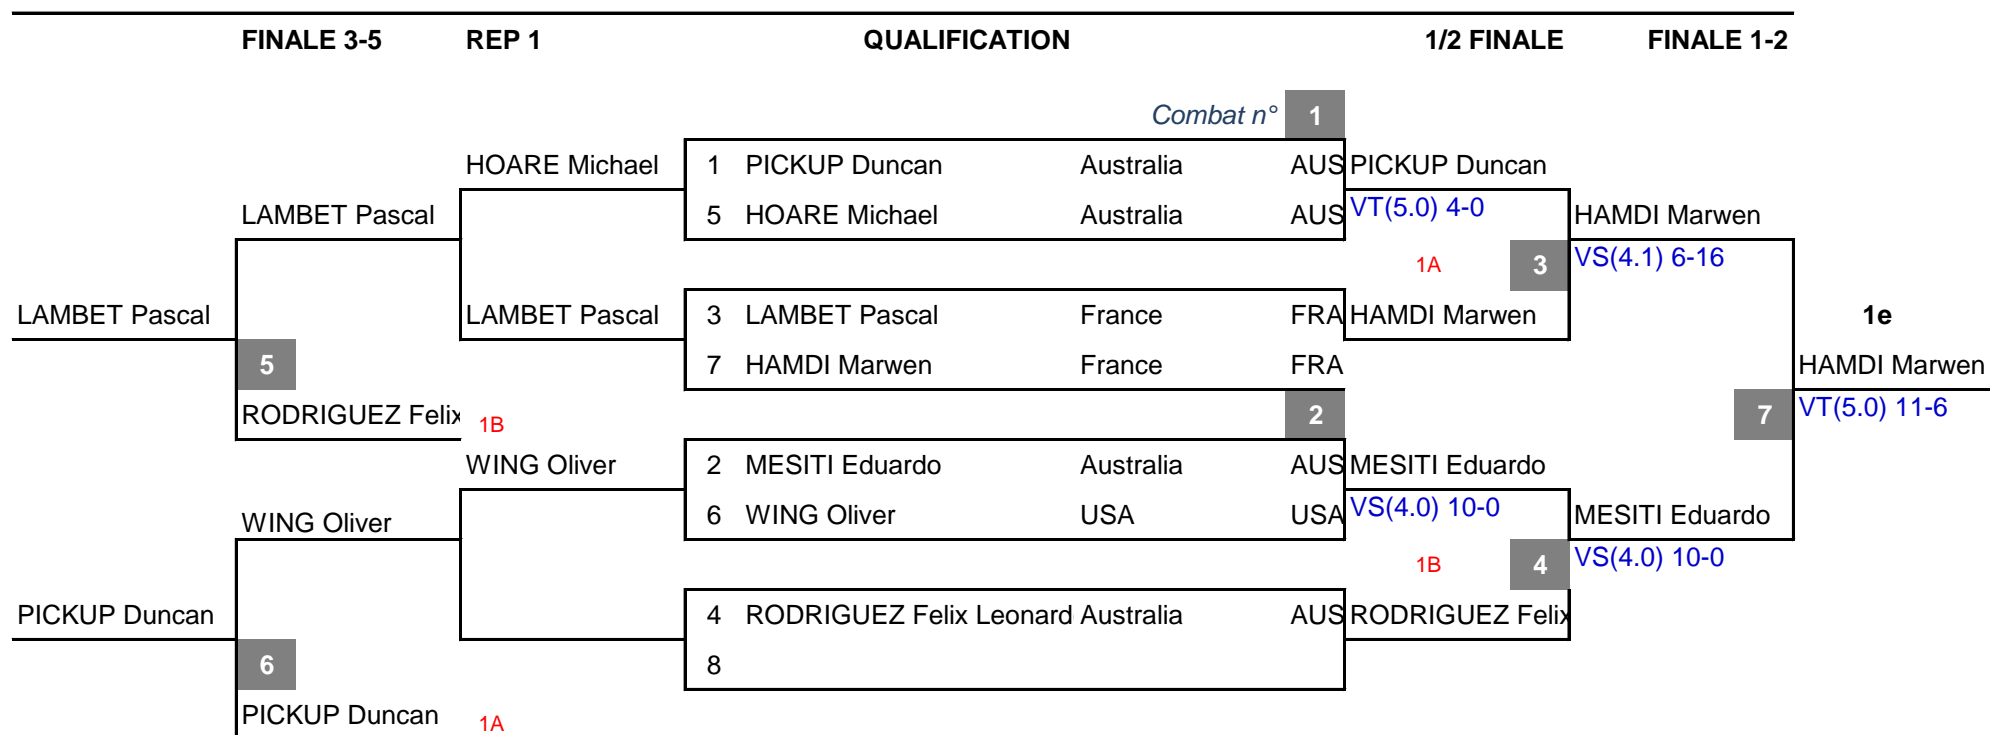 FINALE 3-5 REP 1 QUALIFICATION 1/2 FINALE FINALE 1-2
Combat n° 1
HOARE Michael 1 PICKUP Duncan Australia AUS PICKUP Duncan
LAMBET Pascal 5 HOARE Michael Australia AUS VT(5.0) 4-0 HAMDI Marwen
1A 3 VS(4.1) 6-16
LAMBET Pascal LAMBET Pascal 3 LAMBET Pascal France FRA HAMDI Marwen 1e
5 7 HAMDI Marwen France FRA HAMDI Marwen
RODRIGUEZ Felix 1B 2 7 VT(5.0) 11-6
WING Oliver 2 MESITI Eduardo Australia AUS MESITI Eduardo
WING Oliver 6 WING Oliver USA USA VS(4.0) 10-0 MESITI Eduardo
1B 4 VS(4.0) 10-0
PICKUP Duncan 4 RODRIGUEZ Felix Leonard Australia AUS RODRIGUEZ Felix
6 8
PICKUP Duncan 1A